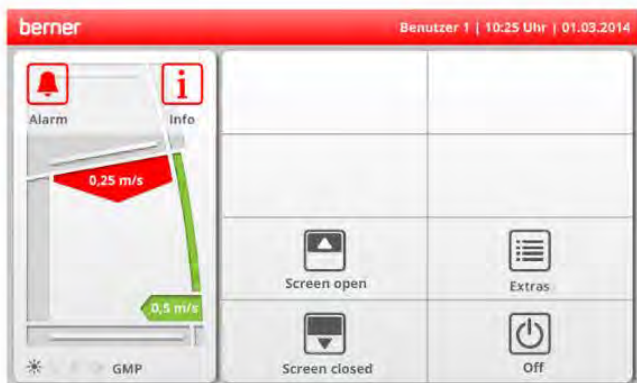 berner
Benutzer 1 | 10:25 Uhr | 01.03.2014
Alarm
Info
0,25 m/s
0,5 m/s
GMP
Screen open
Extras
Screen closed
Off